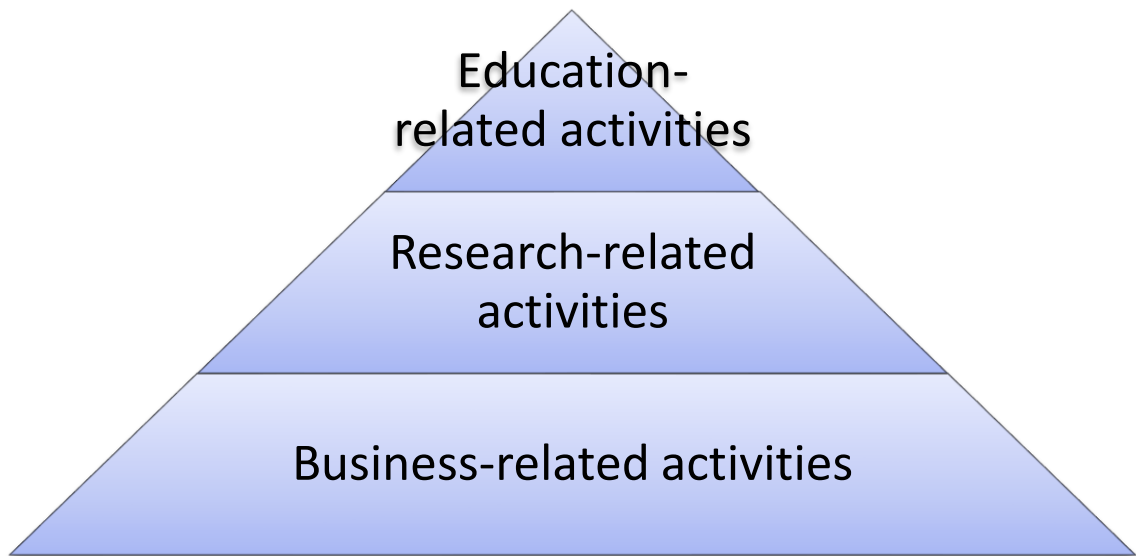 Education-
related activities
Research-related
activities
Business-related activities